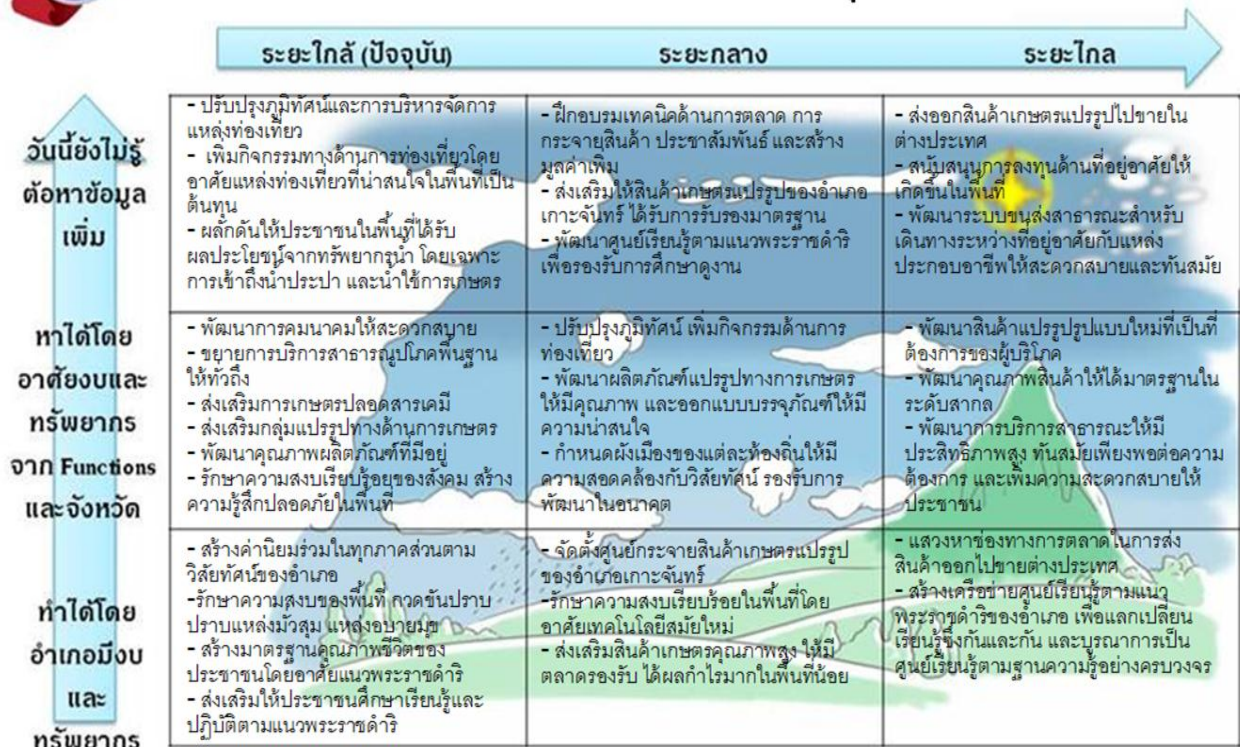 ระยะใกล้ (ปัจจุบัน)
ระยะกลาง
ระยะไกล
วันนี้ยังไม่รู้
ต้อหาข้อมูล
เพิ่ม
- ปรับปรุงภูมิทัศน์และการบริหารจัดการ
แหล่งท่องเที่ยว
- เพิ่มกิจกรรมทางด้านการท่องเที่ยวโดย
อาศัยแหล่งท่องเที่ยวที่น่าสนใจในพื้นที่เป็น
ต้นทุน
- ผลักดันให้ประชาชนในพื้นที่ได้รับ
ผลประโยชน์จากทรัพยากรน้ำ โดยเฉพาะ
การเข้าถึงน้ำประปา และน้ำใช้การเกษตร
- ฝึกอบรมเทคนิคด้านการตลาด การ
กระจายสินค้า ประชาสัมพันธ์ และสร้าง
มูลค่าเพิ่ม
- ส่งเสริมให้สินค้าเกษตรแปรรูปของอำเภอ
เกาะจันทร์ ได้รับการรับรองมาตรฐาน
- พัฒนาศูนย์เรียนรู้ตามแนวพระราชดำริ
เพื่อรองรับการศึกษาดูงาน
- ส่งออกสินค้าเกษตรแปรรูปไปขายใน
ต่างประเทศ
- สนับสนุนการลงทุนด้านที่อยู่อาศัยให้
เกิดขึ้นในพื้นที่
- พัฒนาระบบขนส่งสาธารณะสำหรับ
เดินทางระหว่างที่อยู่อาศัยกับแหล่ง
ประกอบอาชีพให้สะดวกสบายและทันสมัย
หาได้โดย
อาศัยงบและ
ทรัพยากร
จาก Functions
และจังหวัด
- พัฒนาการคมนาคมให้สะดวกสบาย
- ขยายการบริการสาธารณูปโภคพื้นฐาน
ให้ทั่วถึง
- ส่งเสริมการเกษตรปลอดสารเคมี
- ส่งเสริมกลุ่มแปรรูปทางด้านการเกษตร
- พัฒนาคุณภาพผลิตภัณฑ์ที่มีอยู่
- รักษาความสงบเรียบร้อยของสังคม สร้าง
ความรู้สึกปลอดภัยในพื้นที่
- ปรับปรุงภูมิทัศน์ เพิ่มกิจกรรมด้านการ
ท่องเที่ยว
- พัฒนาผลิตภัณฑ์แปรรูปทางการเกษตร
ให้มีคุณภาพ และออกแบบบรรจุภัณฑ์ให้มี
ความน่าสนใจ
- กำหนดผังเมืองของแต่ละท้องถิ่นให้มี
ความสอดคล้องกับวิสัยทัศน์ รองรับการ
พัฒนาในอนาคต
- พัฒนาสินค้าแปรรูปรูปแบบใหม่ที่เป็นที่
ต้องการของผู้บริโภค
- พัฒนาคุณภาพสินค้าให้ได้มาตรฐานใน
ระดับสากล
- พัฒนาการบริการสาธารณะให้มี
ประสิทธิภาพสูง ทันสมัยเพียงพอต่อความ
ต้องการ และเพิ่มความสะดวกสบายให้
ประชาชน
ทำได้โดย
อำเภอมีงบ
และ
ทรัพยากร
- สร้างค่านิยมร่วมในทุกภาคส่วนตาม
วิสัยทัศน์ของอำเภอ
-รักษาความสงบของพื้นที่ กวดขันปราบ
ปราบแหล่งมั่วสุม แหล่งอบายมุข
- สร้างมาตรฐานคุณภาพชีวิตของ
ประชาชนโดยอาศัยแนวพระราชดำริ
- ส่งเสริมให้ประชาชนศึกษาเรียนรู้และ
ปฏิบัติตามแนวพระราชดำริ
- จัดตั้งศูนย์กระจายสินค้าเกษตรแปรรูป
ของอำเภอเกาะจันทร์
-รักษาความสงบเรียบร้อยในพื้นที่โดย
อาศัยเทคโนโลยีสมัยใหม่
- ส่งเสริมสินค้าเกษตรคุณภาพสูง ให้มี
ตลาดรองรับ ได้ผลกำไรมากในพื้นที่น้อย
- แสวงหาช่องทางการตลาดในการส่ง
สินค้าออกไปขายต่างประเทศ
- สร้างเครือข่ายศูนย์เรียนรู้ตามแนว
พระราชดำริของอำเภอ เพื่อแลกเปลี่ยน
เรียนรู้ซึ่งกันและกัน และบูรณาการเป็น
ศูนย์เรียนรู้ตามฐานความรู้อย่างครบวงจร